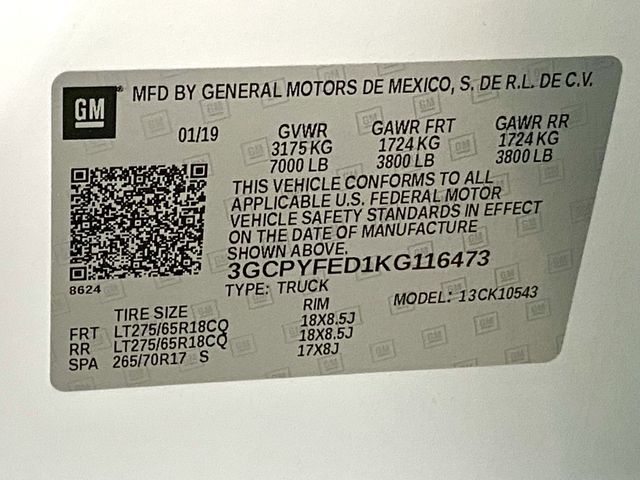 GM
MFD BY GENERAL MOTORS DE MEXICO, S. DE R.L. DE C.V.
01/19 GVWR GAWR FRT GAWR RR
3175 KG 1724 KG 1724 KG
7000 LB 3800 LB 3800 LB
THIS VEHICLE CONFORMS TO ALL
APPLICABLE U.S. FEDERAL MOTOR
VEHICLE SAFETY STANDARDS IN EFFECT
ON THE DATE OF MANUFACTURE
SHOWN ABOVE.
3GCPYFED1KG116473
8624
TYPE: TRUCK MODEL: 13CK10543
TIRE SIZE RIM
FRT LT275/65R18CQ 18X8.5J
RR LT275/65R18CQ 18X8.5J
SPA 265/70R17 S 17X8J